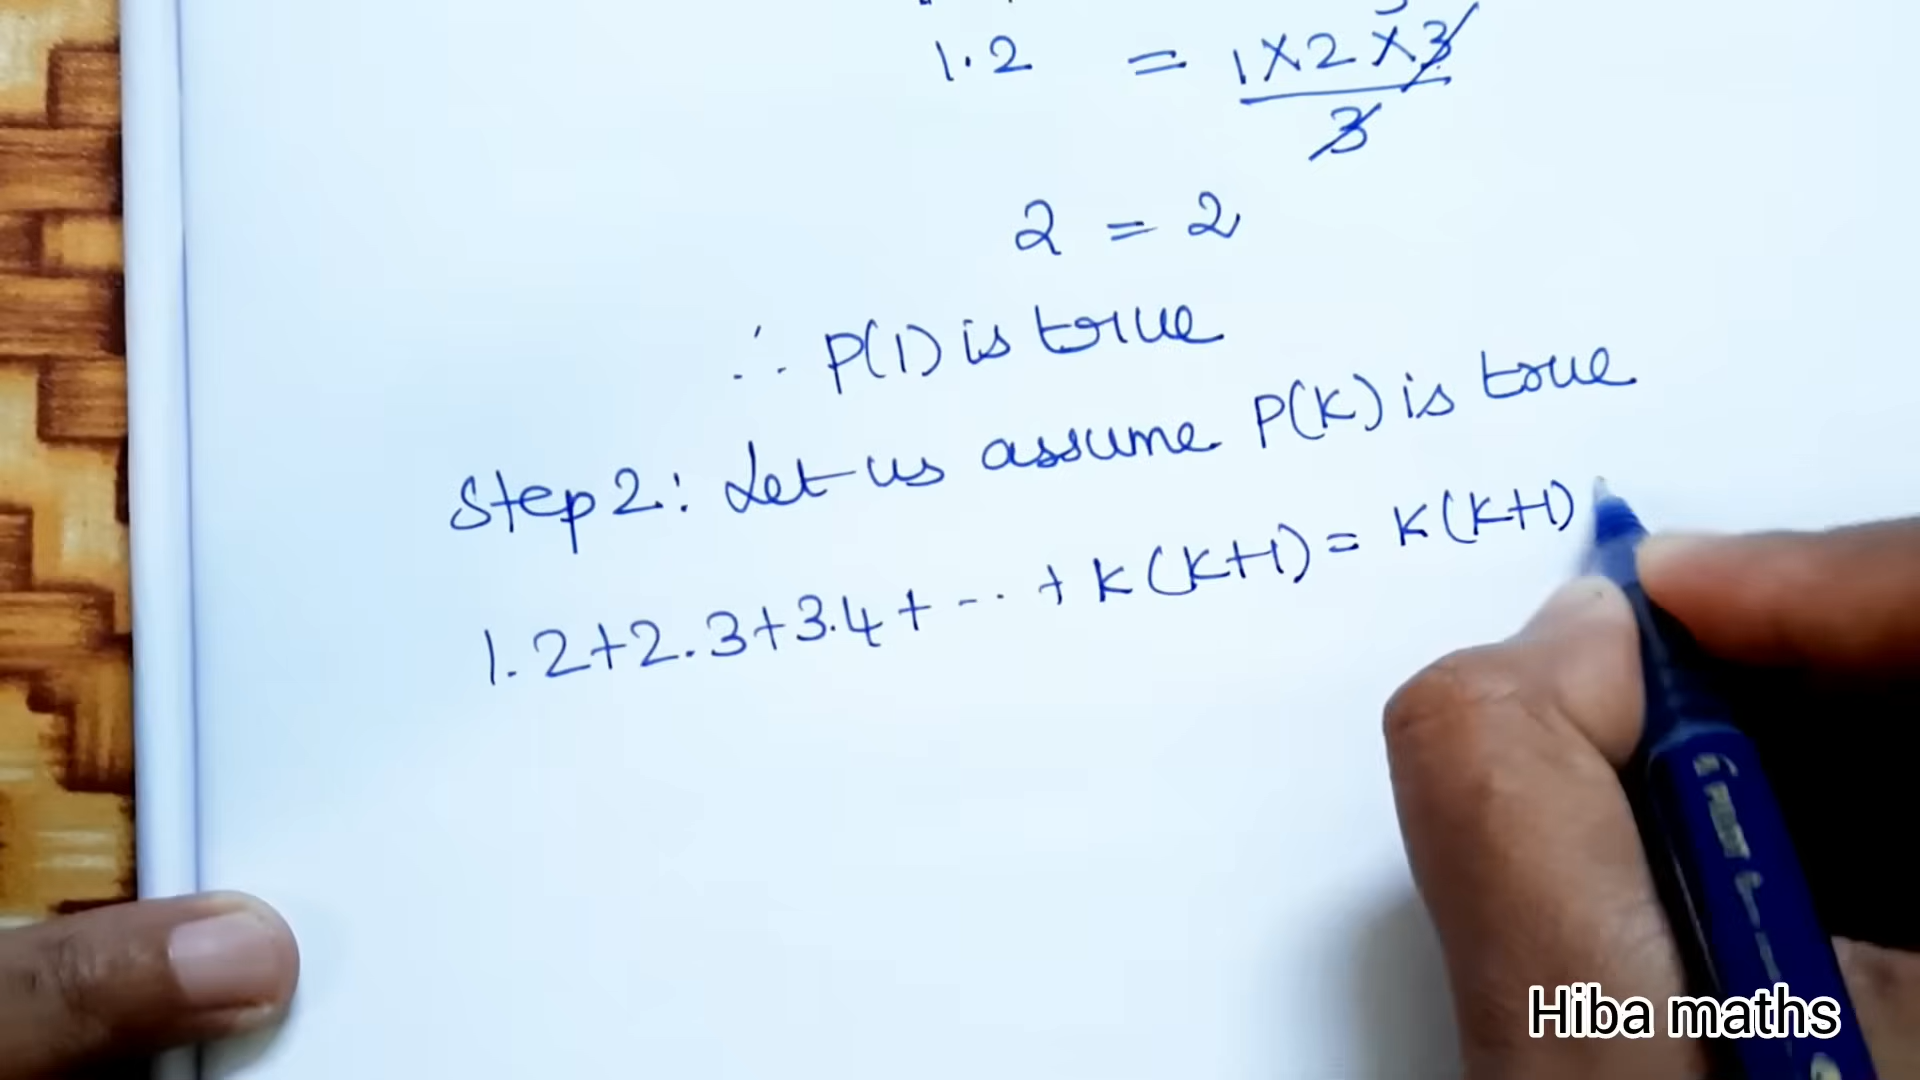 1.2 = 1×2×3
3
2 = 2
∴ P(1) is true
Step 2: Let us assume P(K) is true
1.2+2.3+3.4+ --- + K(K+1) = K(K+1)
Hiba maths